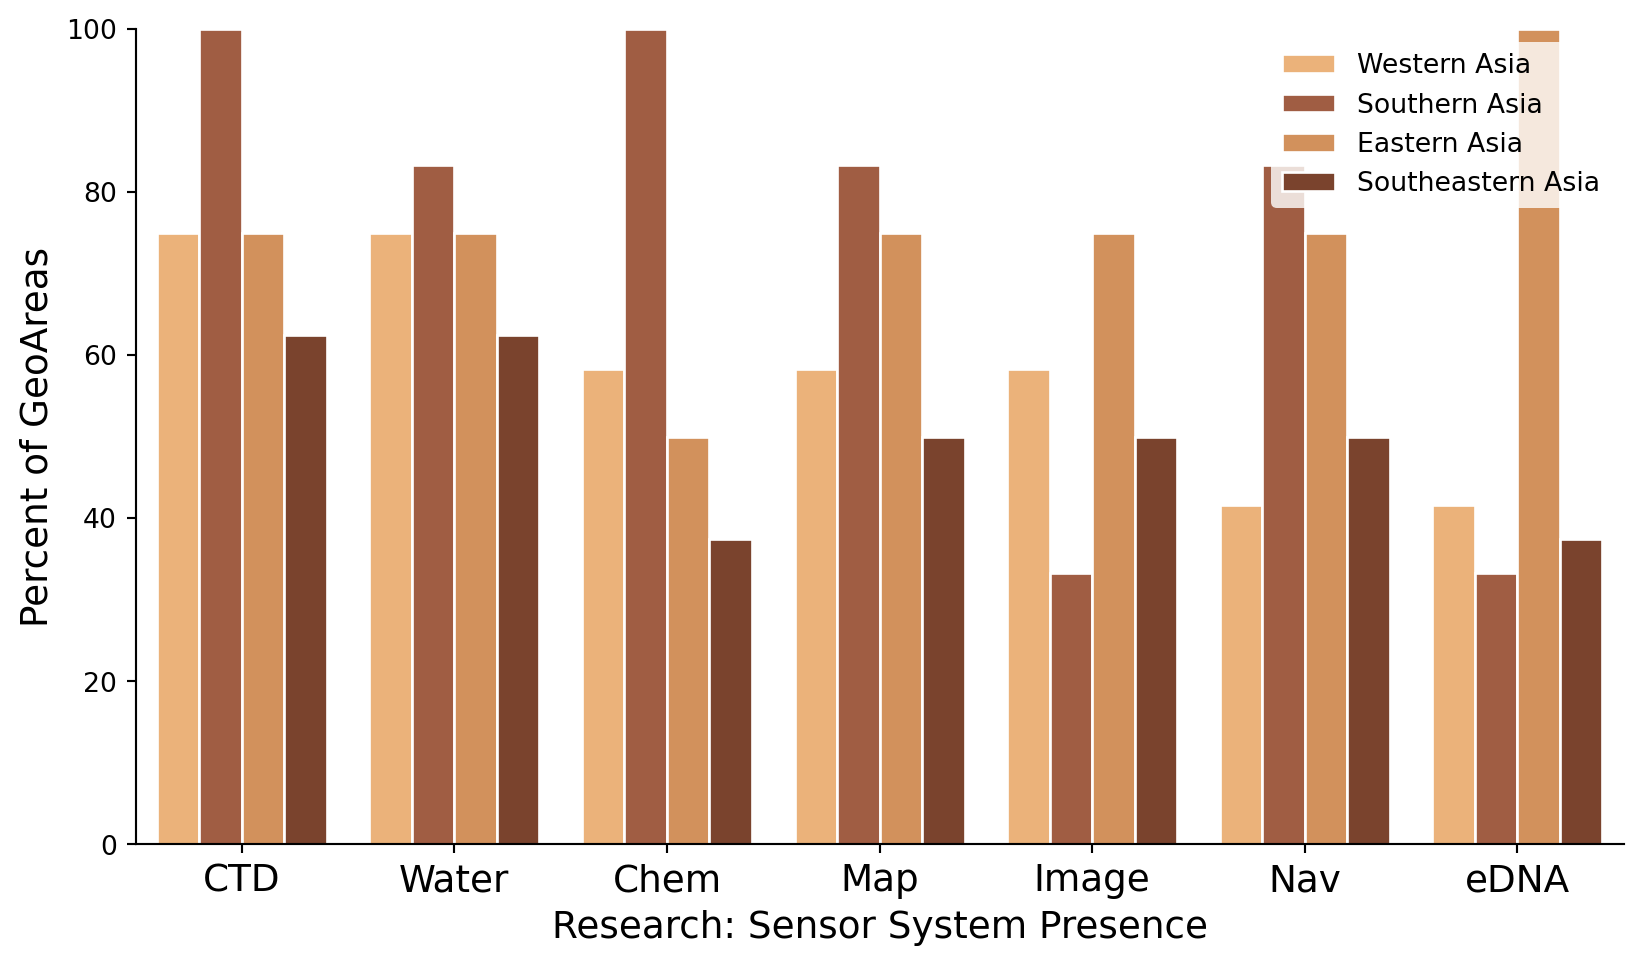 100
80
60
40
20
0
Percent of GeoAreas
Western Asia
Southern Asia
Eastern Asia
Southeastern Asia
CTD Water Chem Map Image Nav eDNA
Research: Sensor System Presence